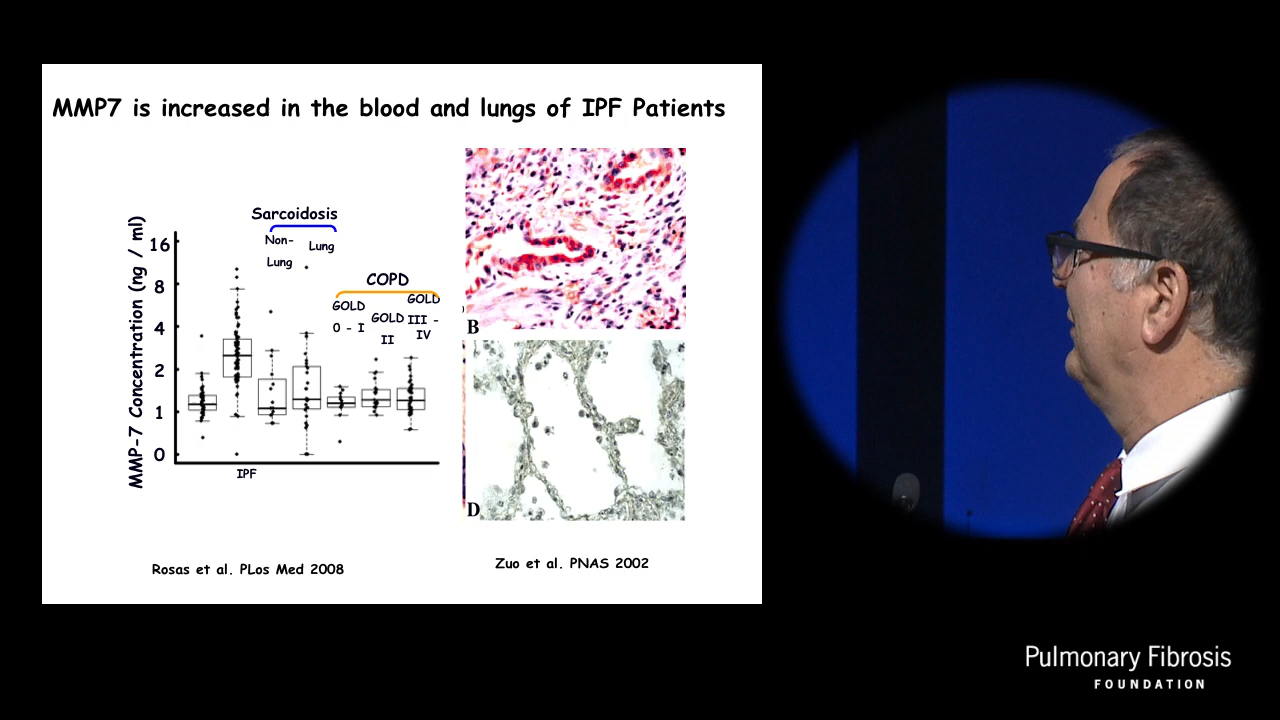 MMP7 is increased in the blood and lungs of IPF Patients
Sarcoidosis
Non-
Lung
Lung
COPD
GOLD
0 - I
GOLD
II
GOLD
III -
IV
MMP-7 Concentration (ng / ml)
16
8
4
2
1
0
IPF
B
D
Rosas et al. PLos Med 2008
Zuo et al. PNAS 2002
Pulmonary Fibrosis
FOUNDATION